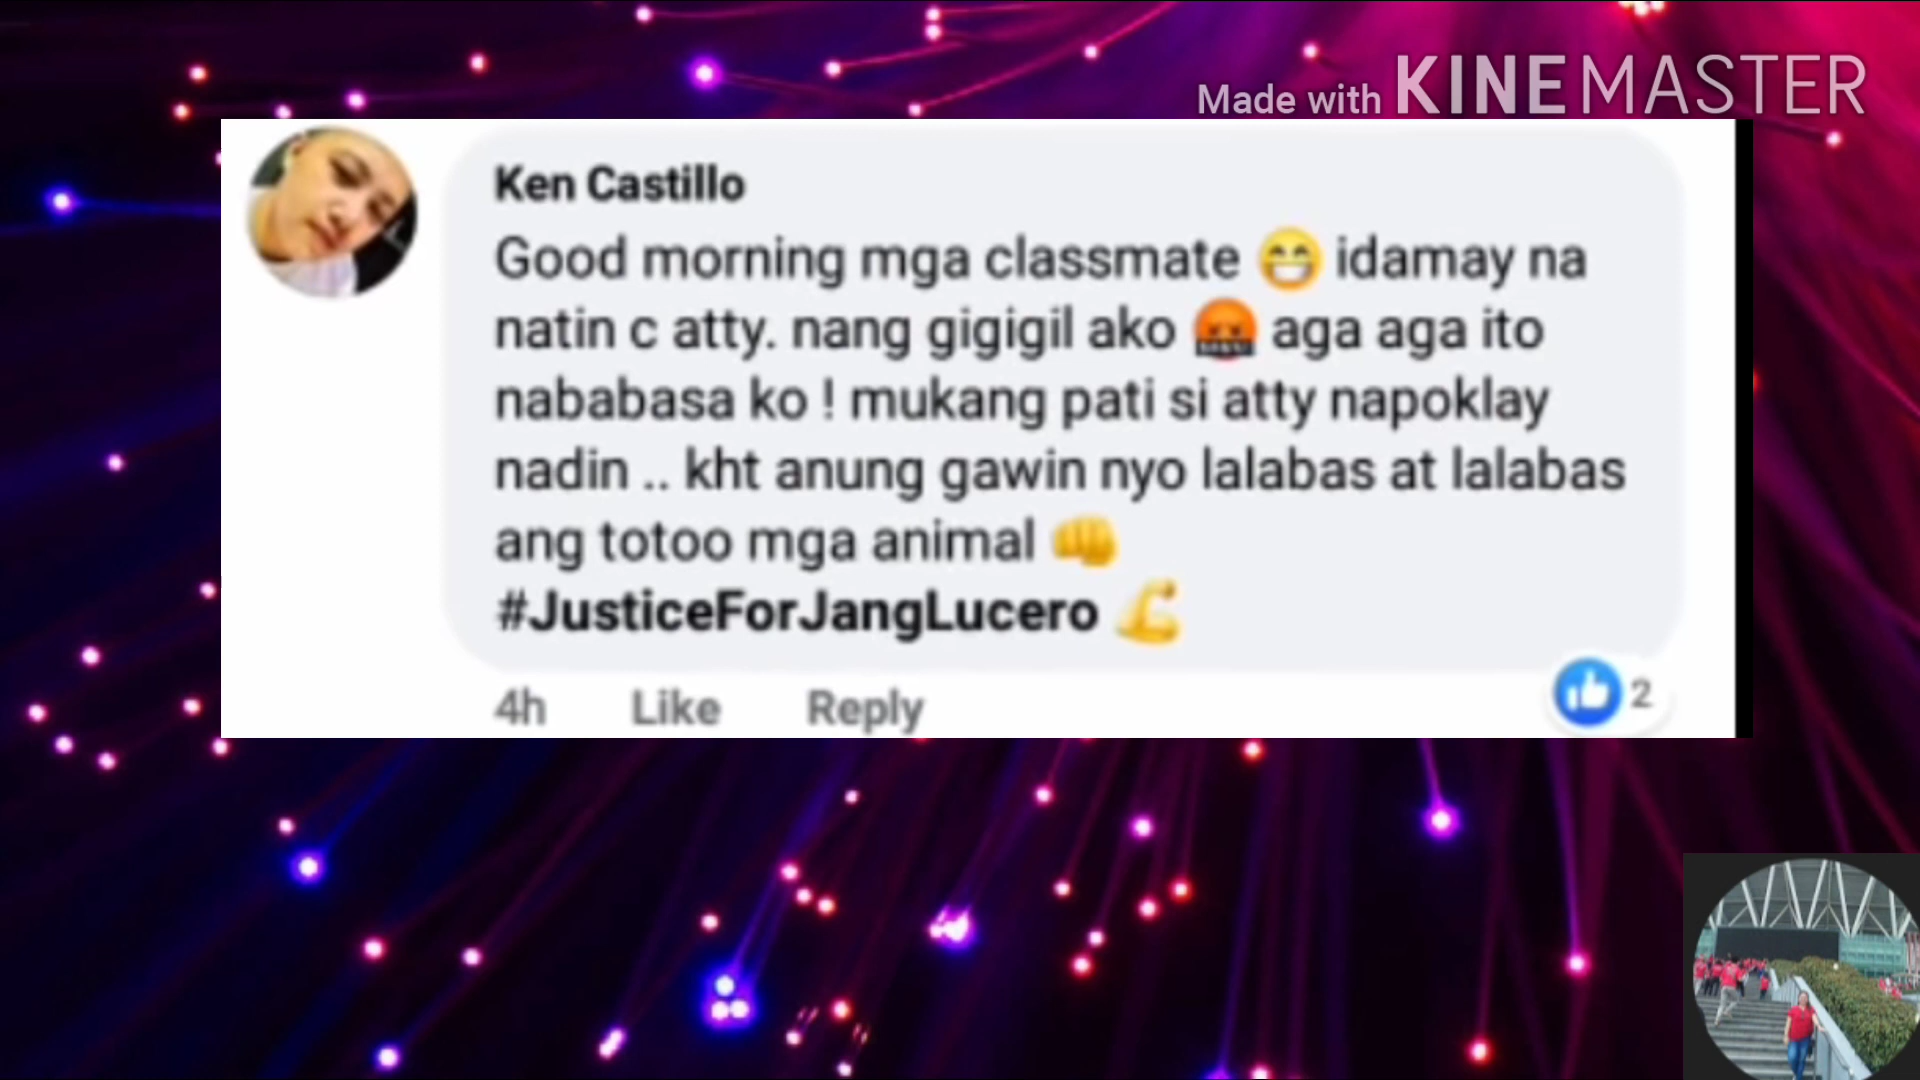 Made with KINEMASTER
Ken Castillo
Good morning mga classmate 😁 idamay na
natin c atty. nang gigigil ako 🤬 aga aga ito
nababasa ko ! mukang pati si atty napoklay
nadin .. kht anung gawin nyo lalabas at lalabas
ang totoo mga animal 👊
#JusticeForJangLucero 💪
4h Like Reply 2